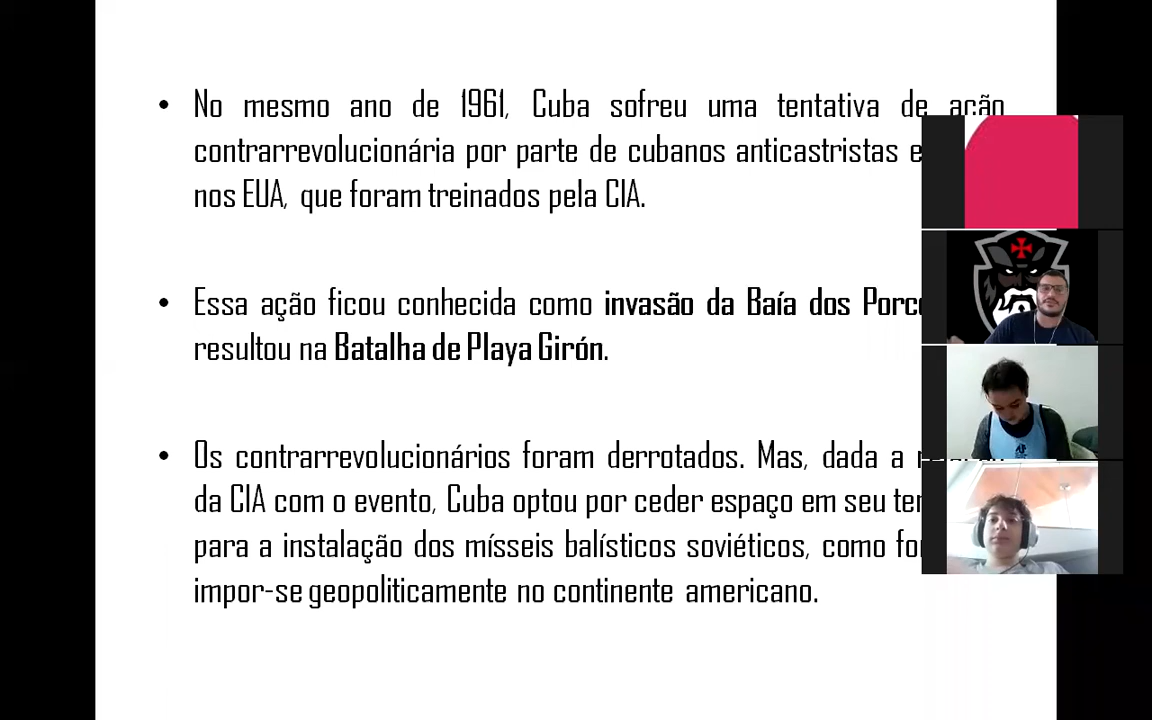 • No mesmo ano de 1961, Cuba sofreu uma tentativa de ação
contrarrevolucionária por parte de cubanos anticastristas
nos EUA, que foram treinados pela CIA.
• Essa ação ficou conhecida como invasão da Baía dos
resultou na Batalha de Playa Girón.
• Os contrarrevolucionários foram derrotados. Mas, dada a
da CIA com o evento, Cuba optou por ceder espaço em seu
para a instalação dos mísseis balísticos soviéticos, como
impor-se geopoliticamente no continente americano.